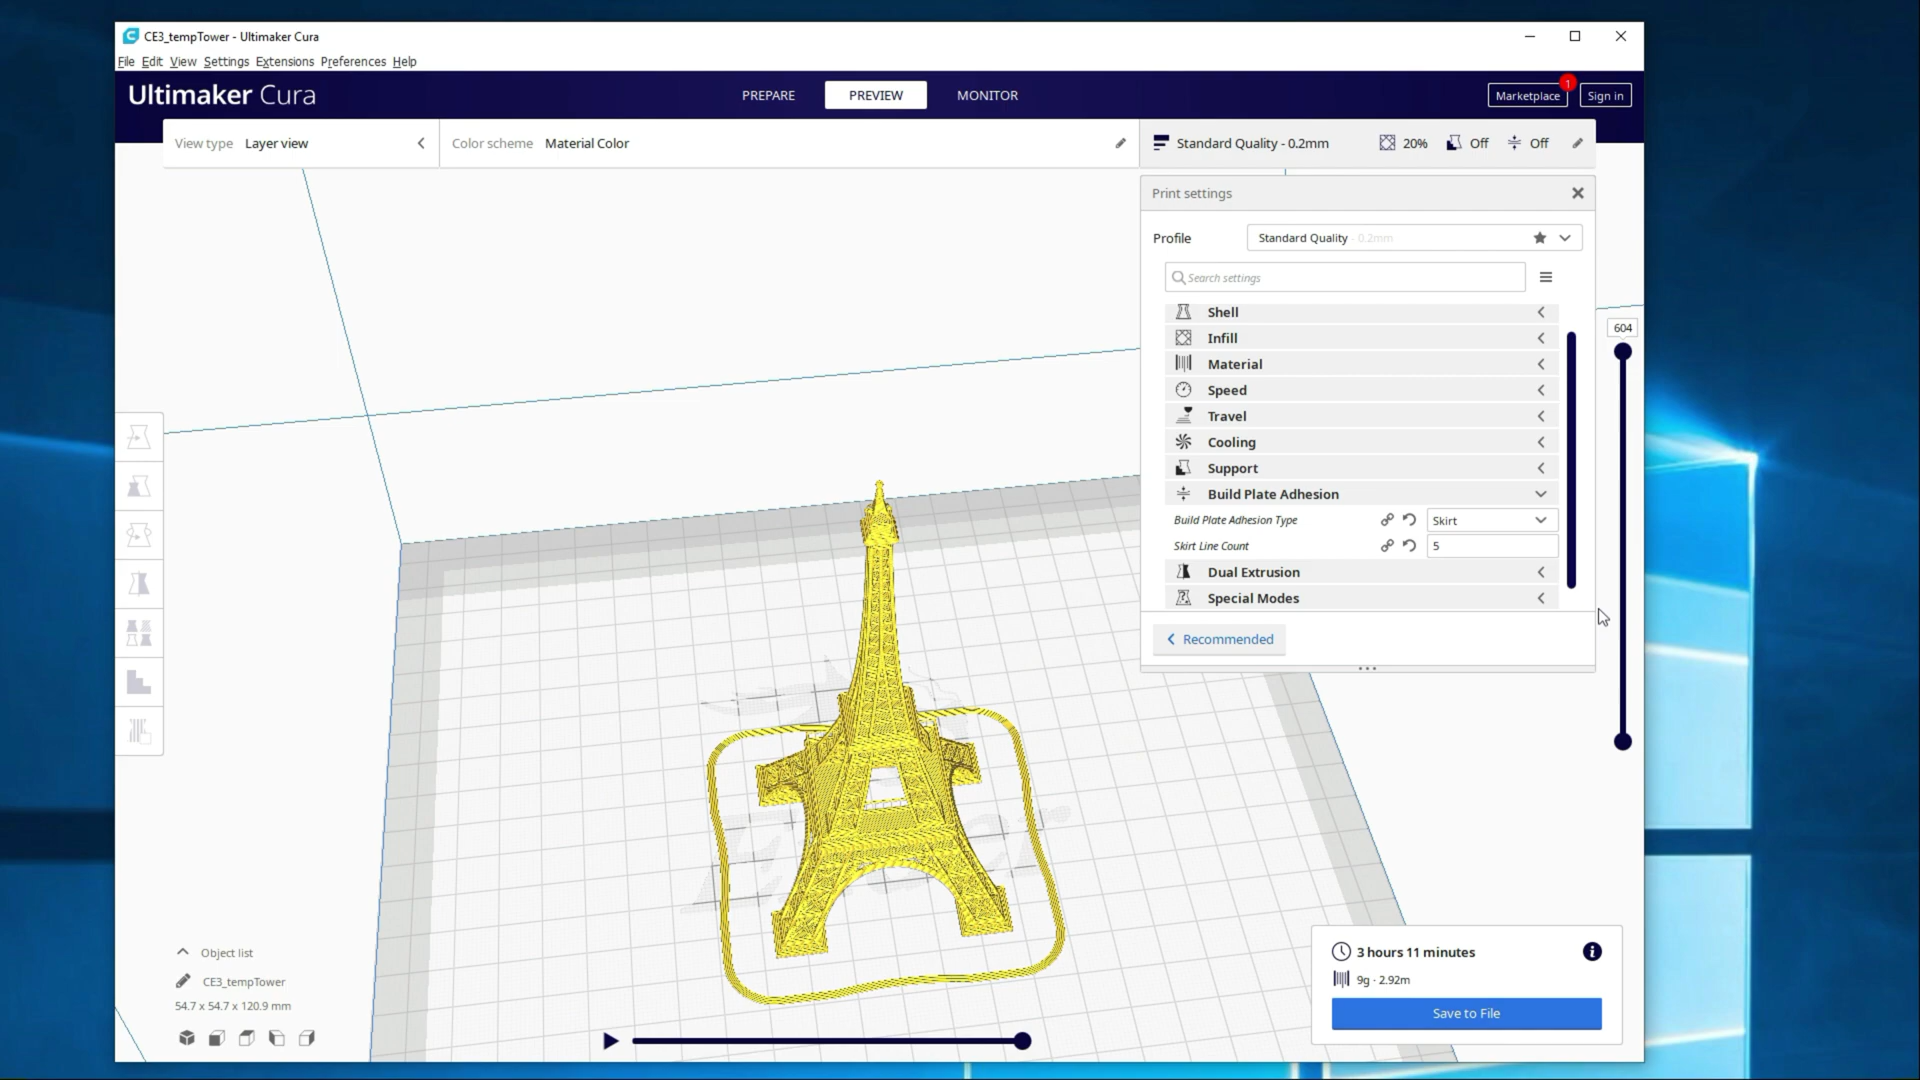 CE3_tempTower - Ultimaker Cura
File Edit View Settings Extensions Preferences Help
Ultimaker Cura
PREPARE
PREVIEW
MONITOR
Marketplace
1
Sign in
View type Layer view
Color scheme Material Color
Standard Quality - 0.2mm
20%
Off
Off
Print settings
Profile
Standard Quality - 0.2mm
Search settings
Shell
Infill
Material
Speed
Travel
Cooling
Support
Build Plate Adhesion
Build Plate Adhesion Type
Skirt
Skirt Line Count
5
Dual Extrusion
Special Modes
Recommended
604
Object list
CE3_tempTower
54.7 x 54.7 x 120.9 mm
3 hours 11 minutes
9g · 2.92m
Save to File